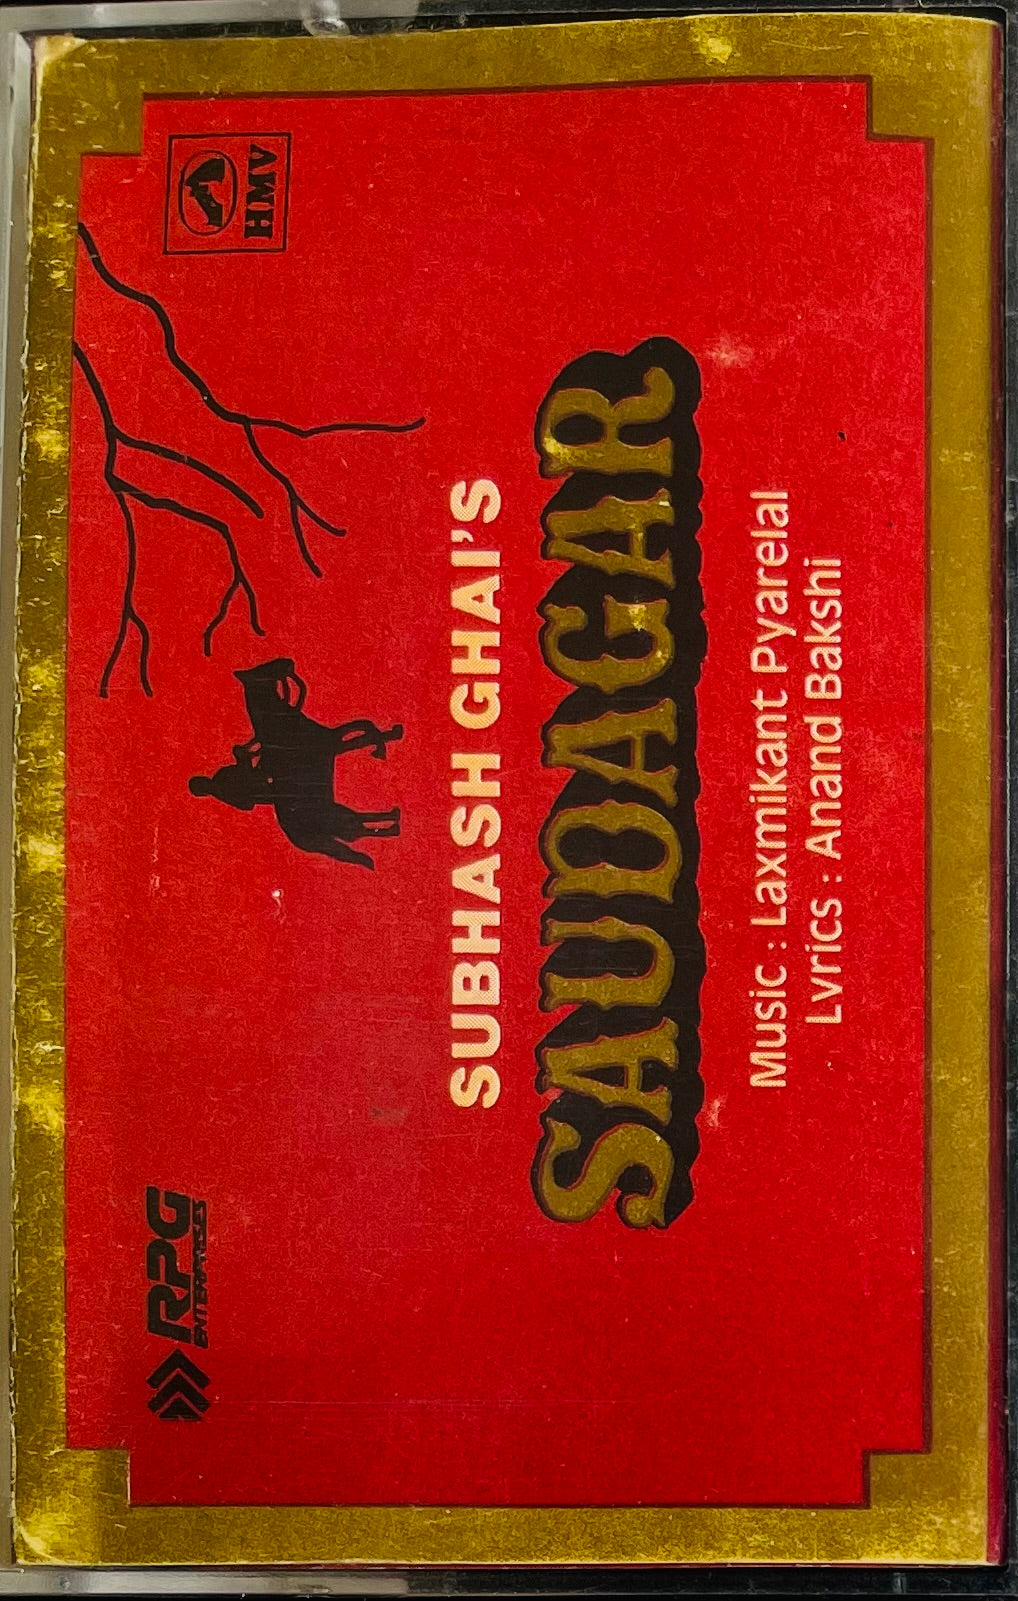 RPG
ENTERPRISES
HMV
SUBHASH GHAI'S
SAUDAGAR
Music : Laxmikant Pyarelal
Lyrics : Anand Bakshi